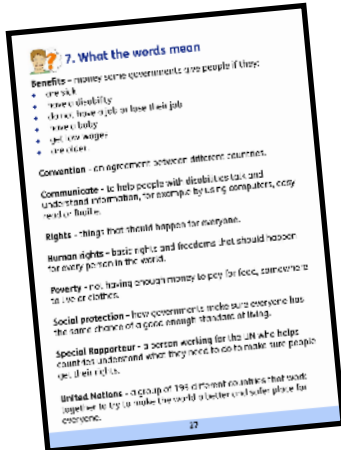 ?
7. What the words mean
Benefits – money some governments give people if they:
• are sick
• have a disability
• do not have a job or lose their job
• have a baby
• get low wages
• are older.
Convention - an agreement between different countries.
Communicate - to help people with disabilities talk and
understand information, for example by using computers, easy
read or Braille.
Rights - things that should happen for everyone.
Human rights - basic rights and freedoms that should happen
for every person in the world.
Poverty - not having enough money to pay for food, somewhere
to live or clothes.
Social protection - how governments make sure everyone has
the same chance of a good enough standard of living.
Special Rapporteur - a person working for the UN who helps
countries understand what they need to do to make sure people
get their rights.
United Nations - a group of 193 different countries that work
together to try to make the world a better and safer place for
everyone.